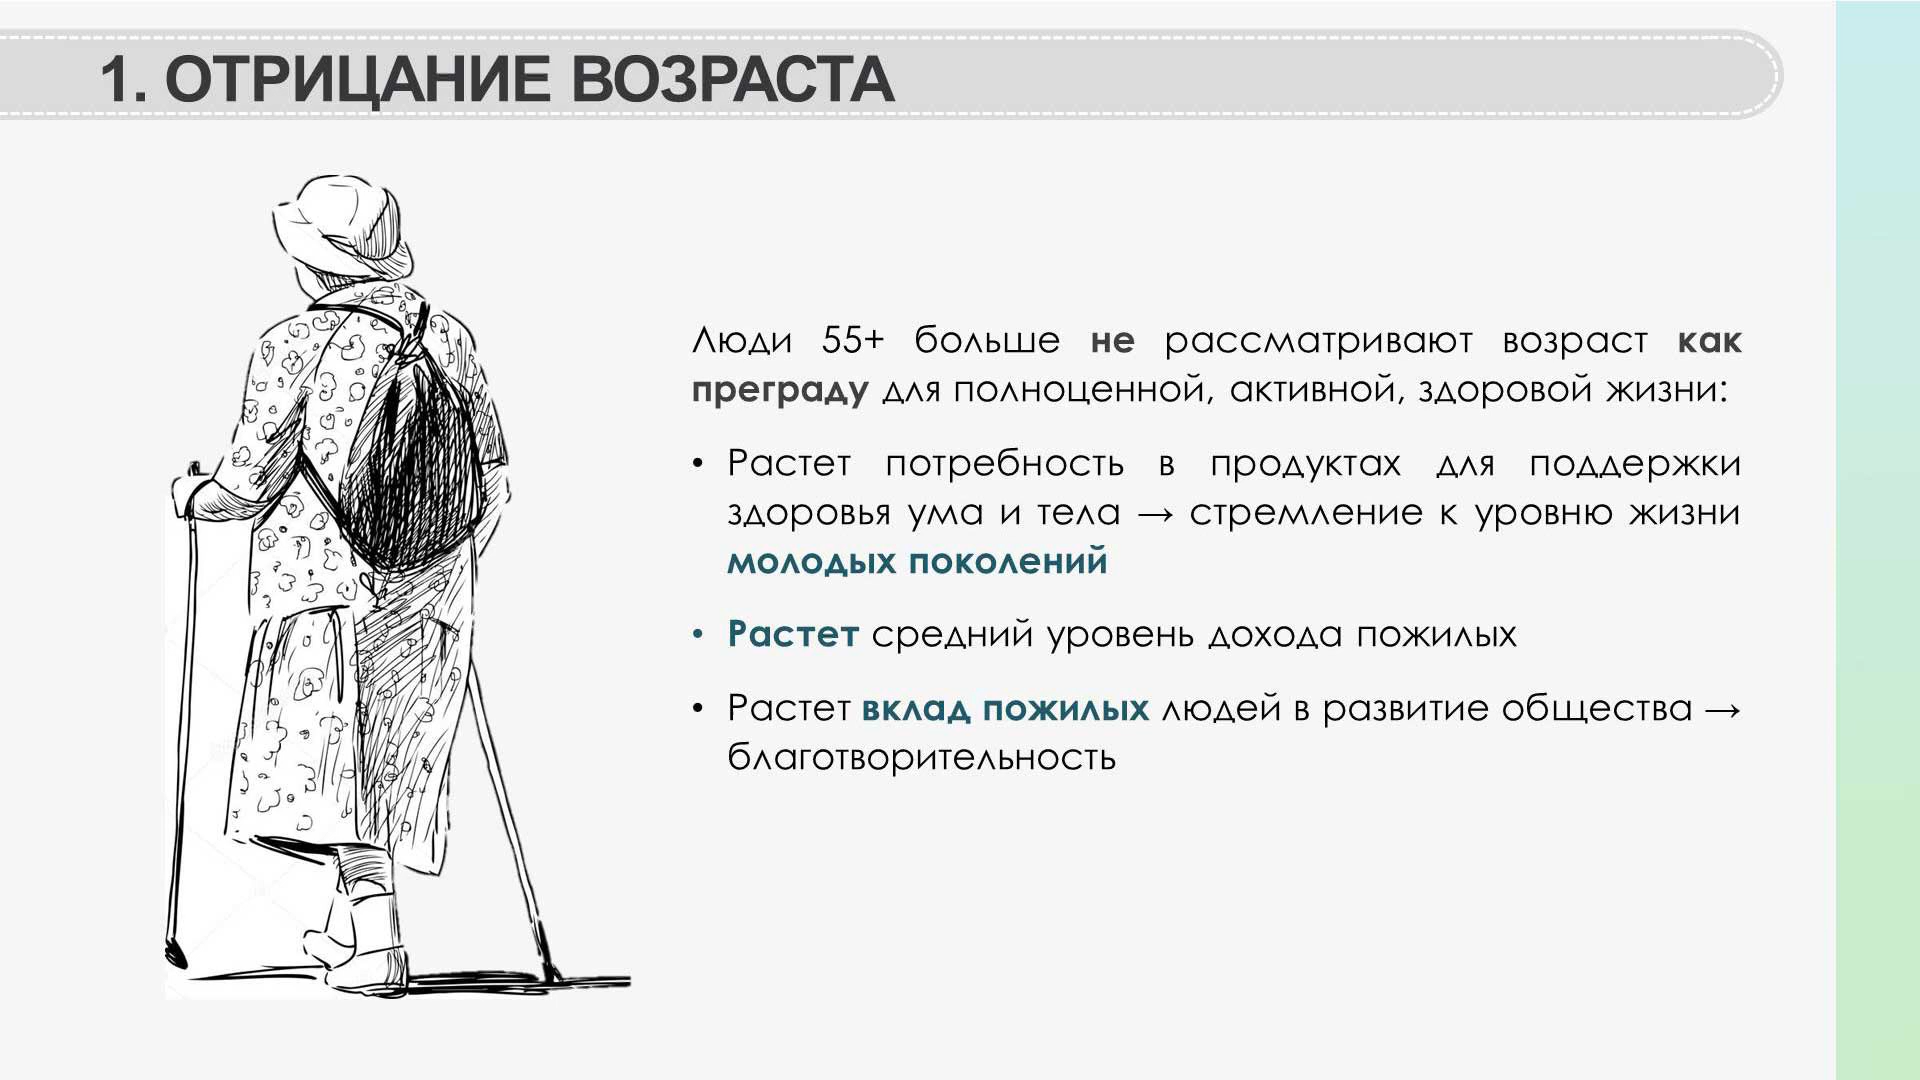 1. ОТРИЦАНИЕ ВОЗРАСТА
Люди 55+ больше не рассматривают возраст как
преграду для полноценной, активной, здоровой жизни:
• Растет потребность в продуктах для поддержки
здоровья ума и тела → стремление к уровню жизни
молодых поколений
• Растет средний уровень дохода пожилых
• Растет вклад пожилых людей в развитие общества →
благотворительность